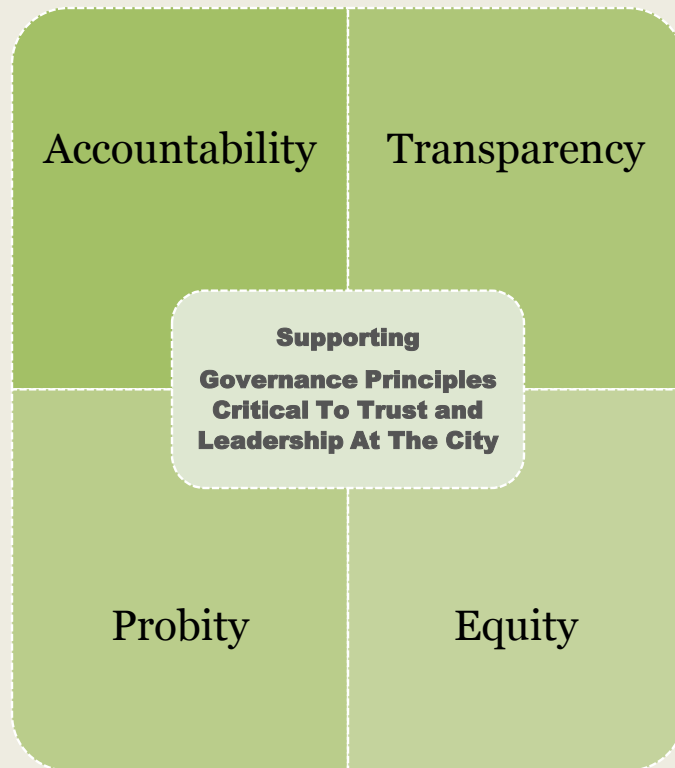 Accountability
Transparency
Supporting
Governance Principles
Critical To Trust and
Leadership At The City
Probity
Equity